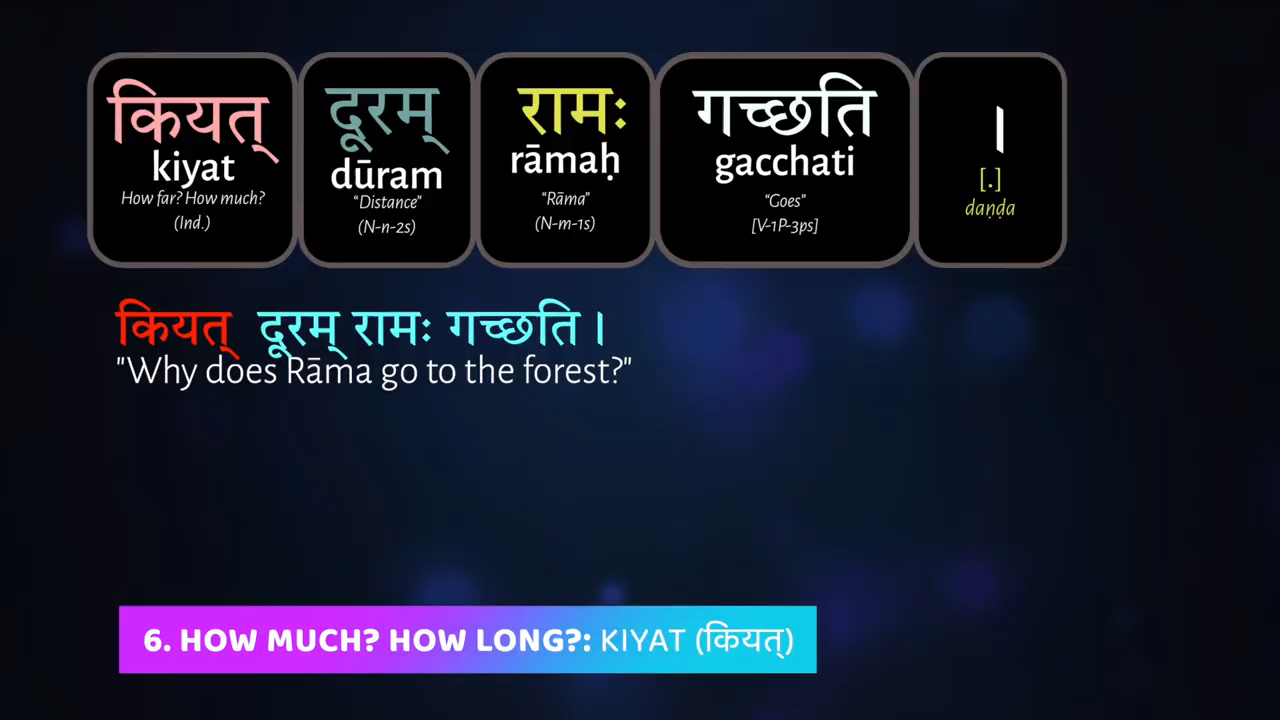 कियत् दूरम् रामः गच्छति ।
kiyat dūram rāmaḥ gacchati [.]
How far? How much? "Distance" "Rāma" "Goes" daṇḍa
(Ind.) (N-n-2s) (N-m-1s) [V-1P-3ps]
कियत् दूरम् रामः गच्छति ।
"Why does Rāma go to the forest?"
6. HOW MUCH? HOW LONG?: KIYAT (कियत्)